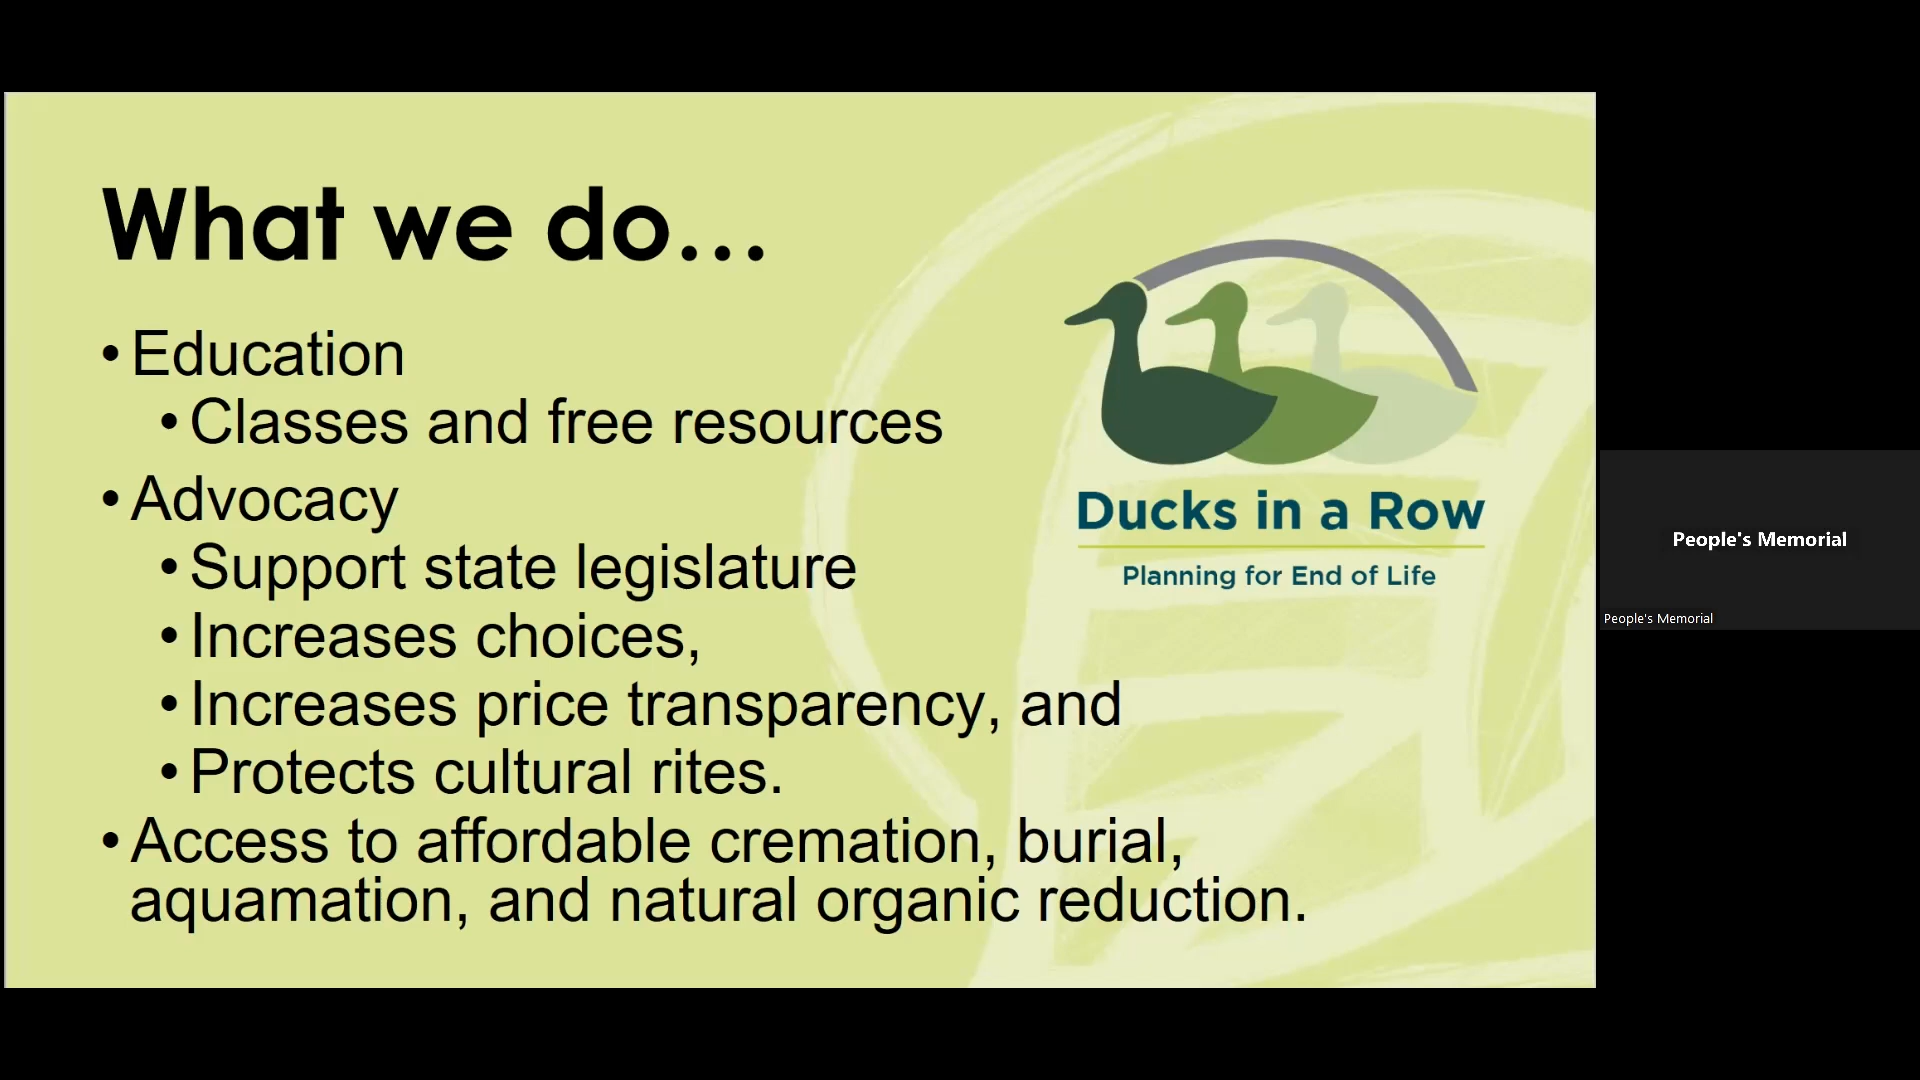 What we do...
• Education
• Classes and free resources
• Advocacy
• Support state legislature
• Increases choices,
• Increases price transparency, and
• Protects cultural rites.
• Access to affordable cremation, burial,
aquamation, and natural organic reduction.
Ducks in a Row
Planning for End of Life
People's Memorial
People's Memorial